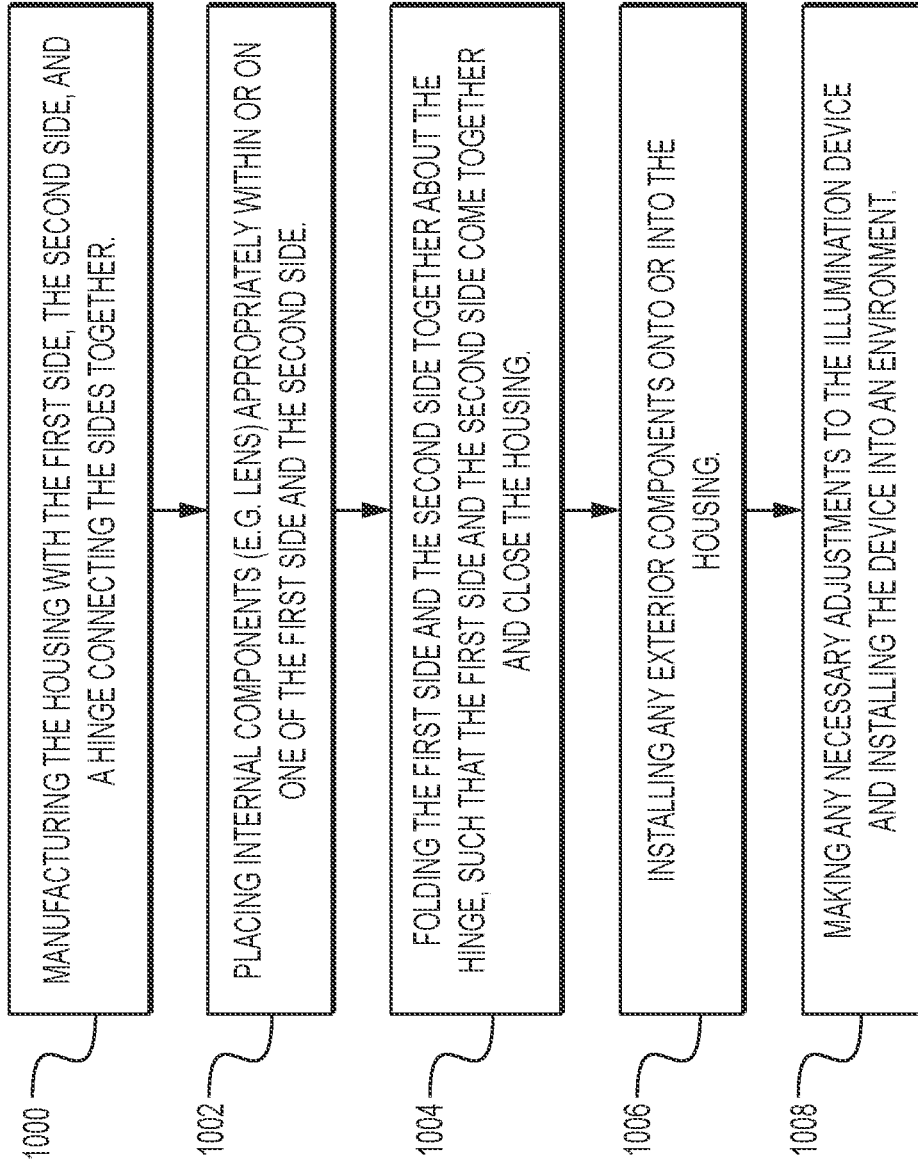 1000
MANUFACTURING THE HOUSING WITH THE FIRST SIDE, THE SECOND SIDE, AND
A HINGE CONNECTING THE SIDES TOGETHER.
1002
PLACING INTERNAL COMPONENTS (E.G. LENS) APPROPRIATELY WITHIN OR ON
ONE OF THE FIRST SIDE AND THE SECOND SIDE.
1004
FOLDING THE FIRST SIDE AND THE SECOND SIDE TOGETHER ABOUT THE
HINGE, SUCH THAT THE FIRST SIDE AND THE SECOND SIDE COME TOGETHER
AND CLOSE THE HOUSING.
1006
INSTALLING ANY EXTERIOR COMPONENTS ONTO OR INTO THE
HOUSING.
1008
MAKING ANY NECESSARY ADJUSTMENTS TO THE ILLUMINATION DEVICE
AND INSTALLING THE DEVICE INTO AN ENVIRONMENT.